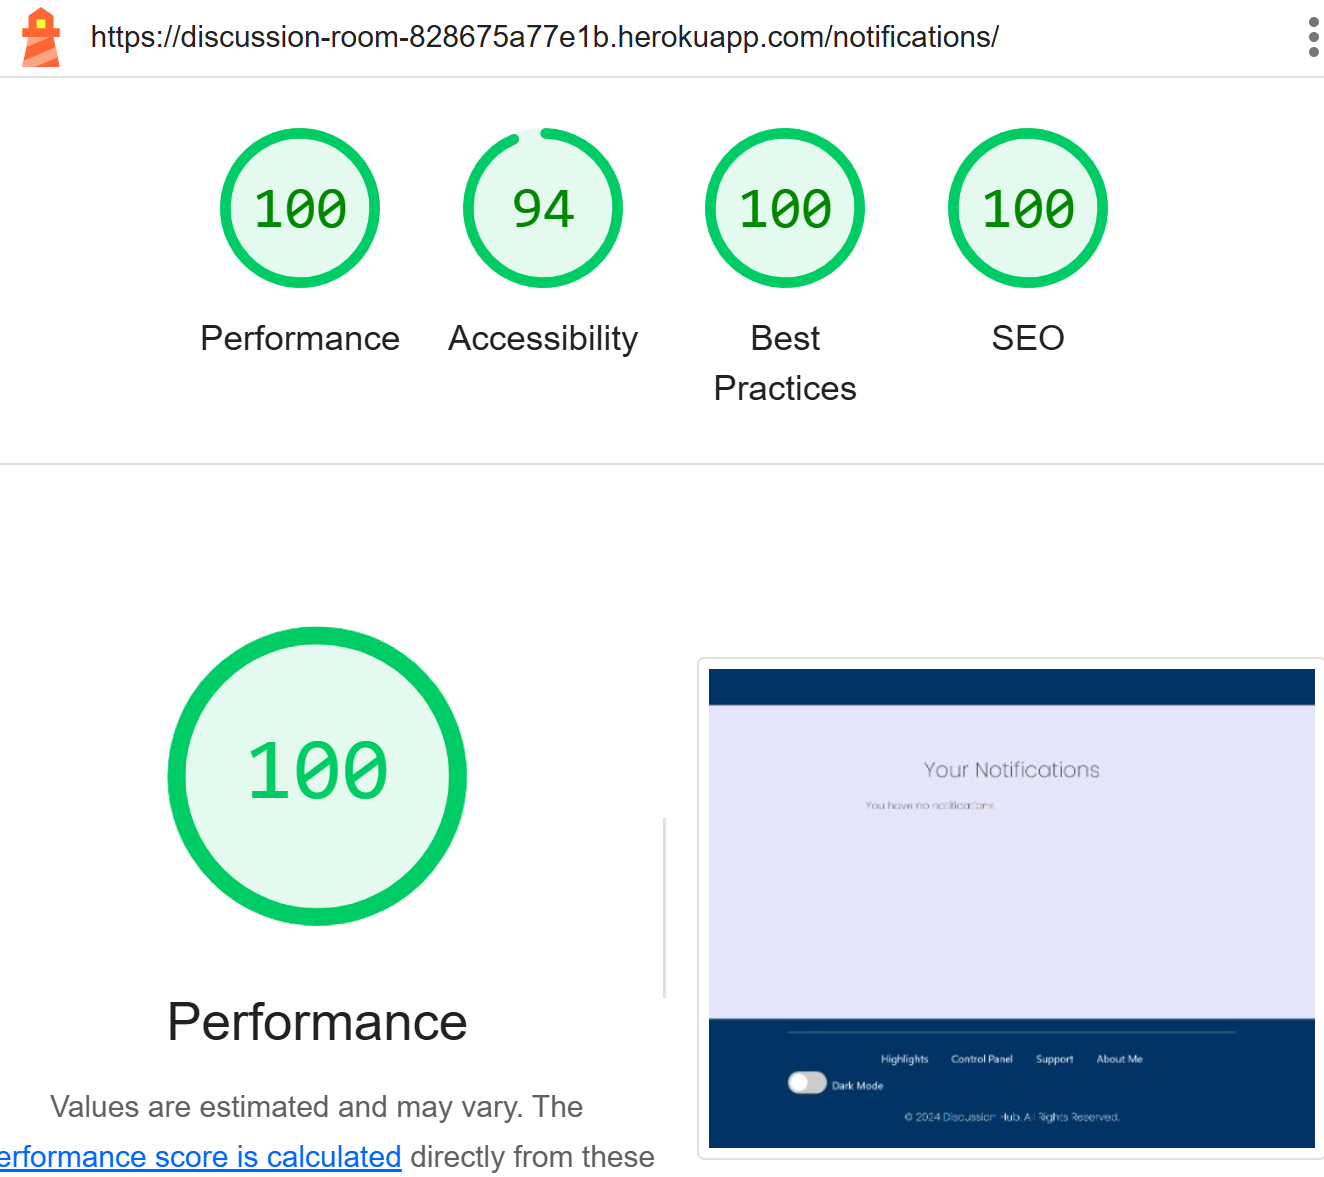 https://discussion-room-828675a77e1b.herokuapp.com/notifications/
100
94
100
100
Performance
Accessibility
Best
Practices
SEO
100
Performance
Values are estimated and may vary. The
erformance score is calculated directly from these
Your Notifications
You have no notifications.
Highlights Control Panel Support About Me
Dark Mode
© 2024 Discussion Hub. All Rights Reserved.